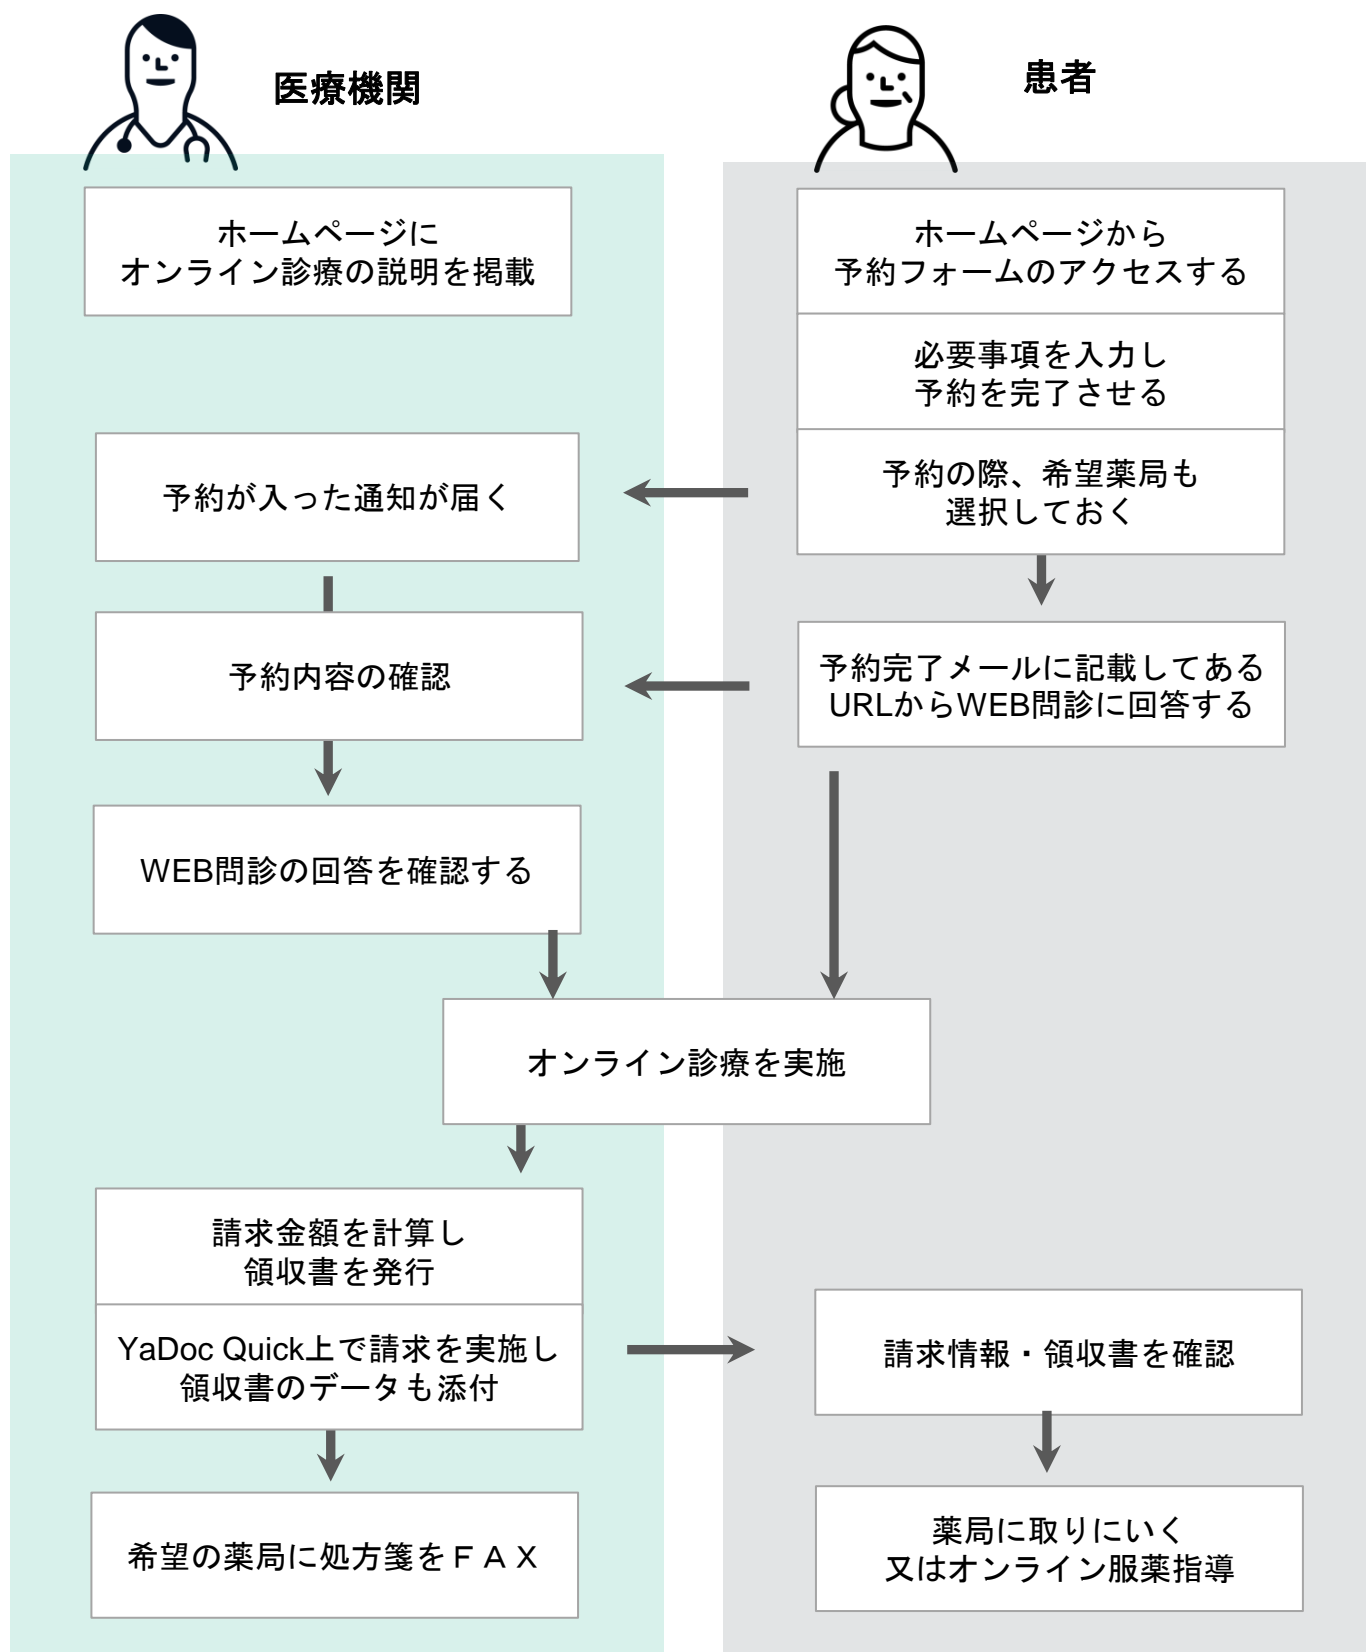 医療機関
患者
ホームページに
オンライン診療の説明を掲載
ホームページから
予約フォームのアクセスする
必要事項を入力し
予約を完了させる
予約の際、希望薬局も
選択しておく
予約が入った通知が届く
予約内容の確認
予約完了メールに記載してある
URLからWEB問診に回答する
WEB問診の回答を確認する
オンライン診療を実施
請求金額を計算し
領収書を発行
YaDoc Quick上で請求を実施し
領収書のデータも添付
請求情報・領収書を確認
希望の薬局に処方箋をＦＡＸ
薬局に取りにいく
又はオンライン服薬指導